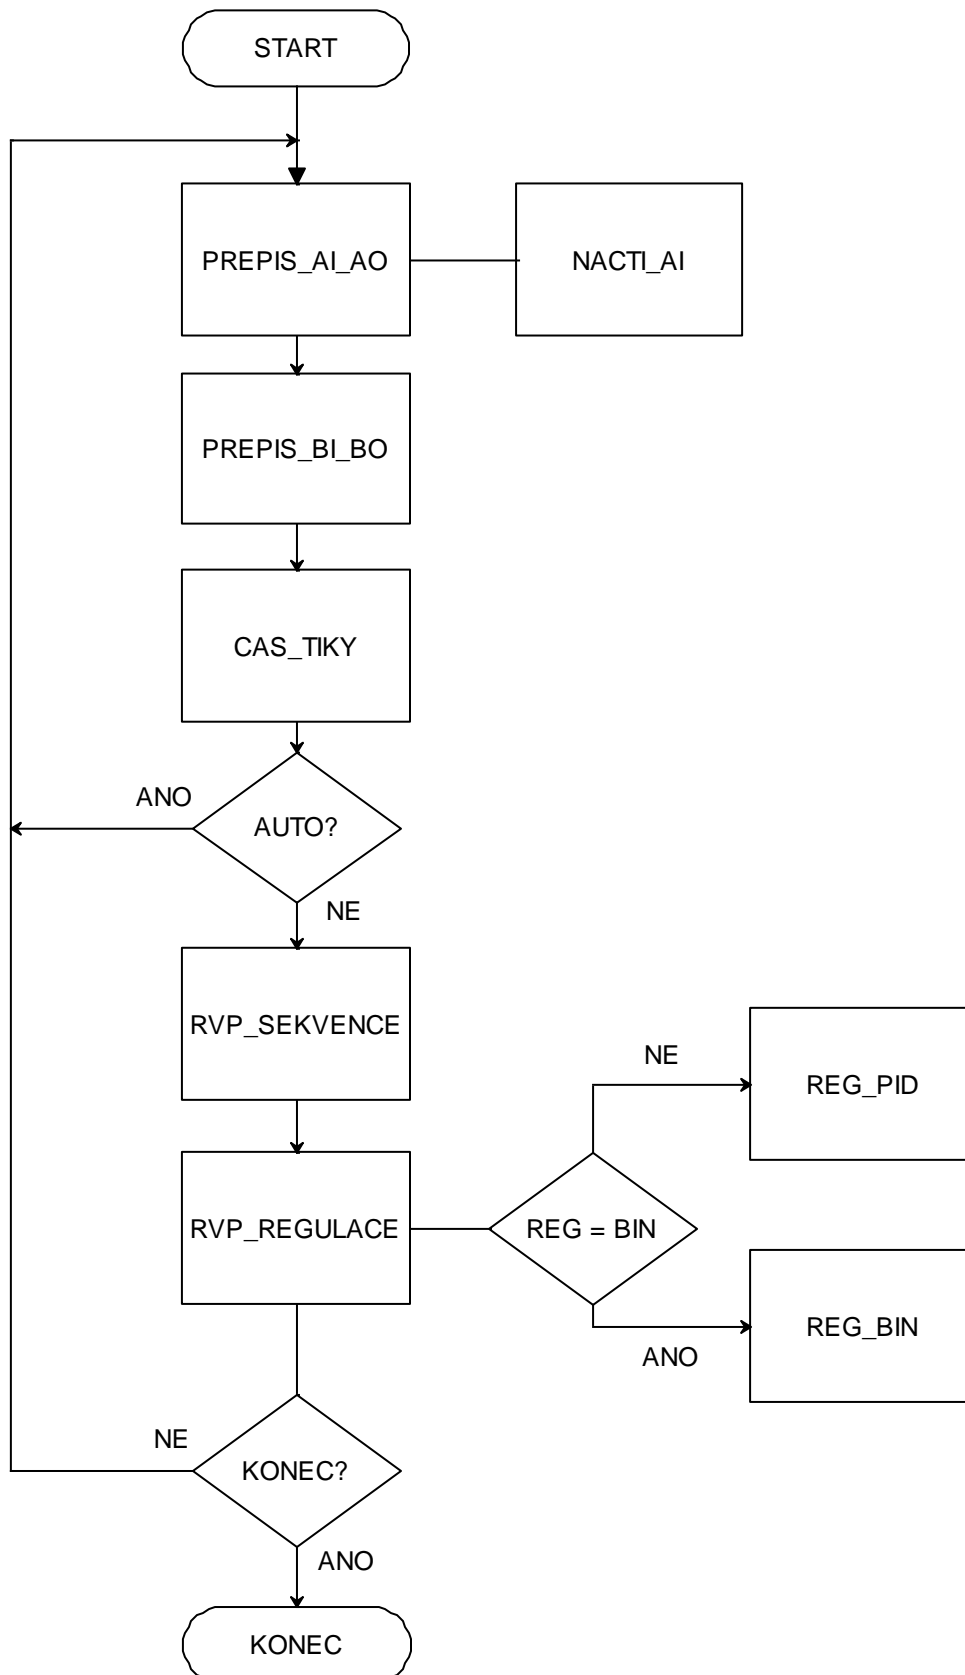 START
PREPIS_AI_AO
NACTI_AI
PREPIS_BI_BO
CAS_TIKY
ANO
AUTO?
NE
RVP_SEKVENCE
NE
REG_PID
RVP_REGULACE
REG = BIN
REG_BIN
ANO
NE
KONEC?
ANO
KONEC